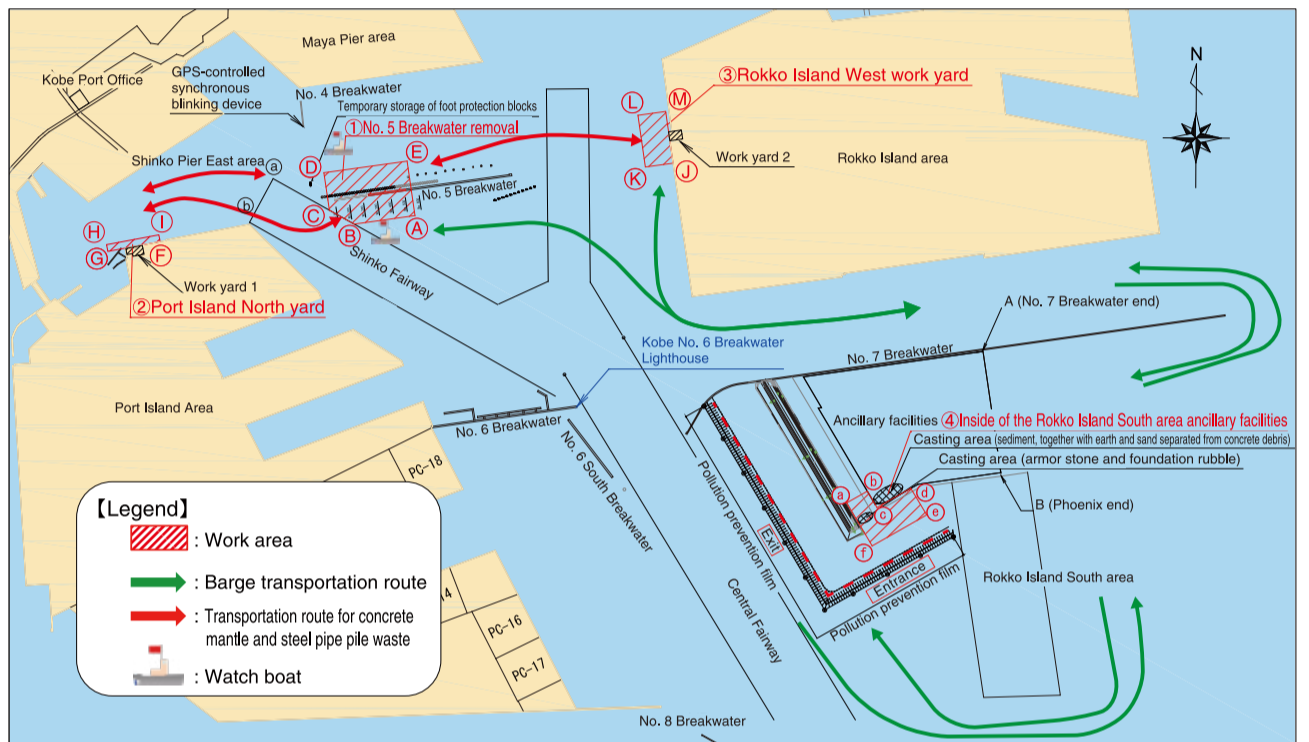 Maya Pier area
Kobe Port Office
GPS-controlled
synchronous
blinking device
No. 4 Breakwater
Temporary storage of foot protection blocks
①No. 5 Breakwater removal
③Rokko Island West work yard
N
L
M
K
J
Work yard 2
Rokko Island area
Shinko Pier East area
a
b
D
E
C
B
A
No. 5 Breakwater
H
I
G
F
Work yard 1
②Port Island North yard
Shinko Fairway
Kobe No. 6 Breakwater
Lighthouse
A (No. 7 Breakwater end)
No. 7 Breakwater
Port Island Area
No. 6 Breakwater
No. 6 South Breakwater
PC-18
Ancillary facilities
④Inside of the Rokko Island South area ancillary facilities
Casting area (sediment, together with earth and sand separated from concrete debris)
Casting area (armor stone and foundation rubble)
a
b
c
d
e
f
B (Phoenix end)
Exit
Entrance
Pollution prevention film
Pollution prevention film
Central Fairway
Rokko Island South area
【Legend】
: Work area
: Barge transportation route
: Transportation route for concrete
mantle and steel pipe pile waste
: Watch boat
14
PC-16
PC-17
No. 8 Breakwater